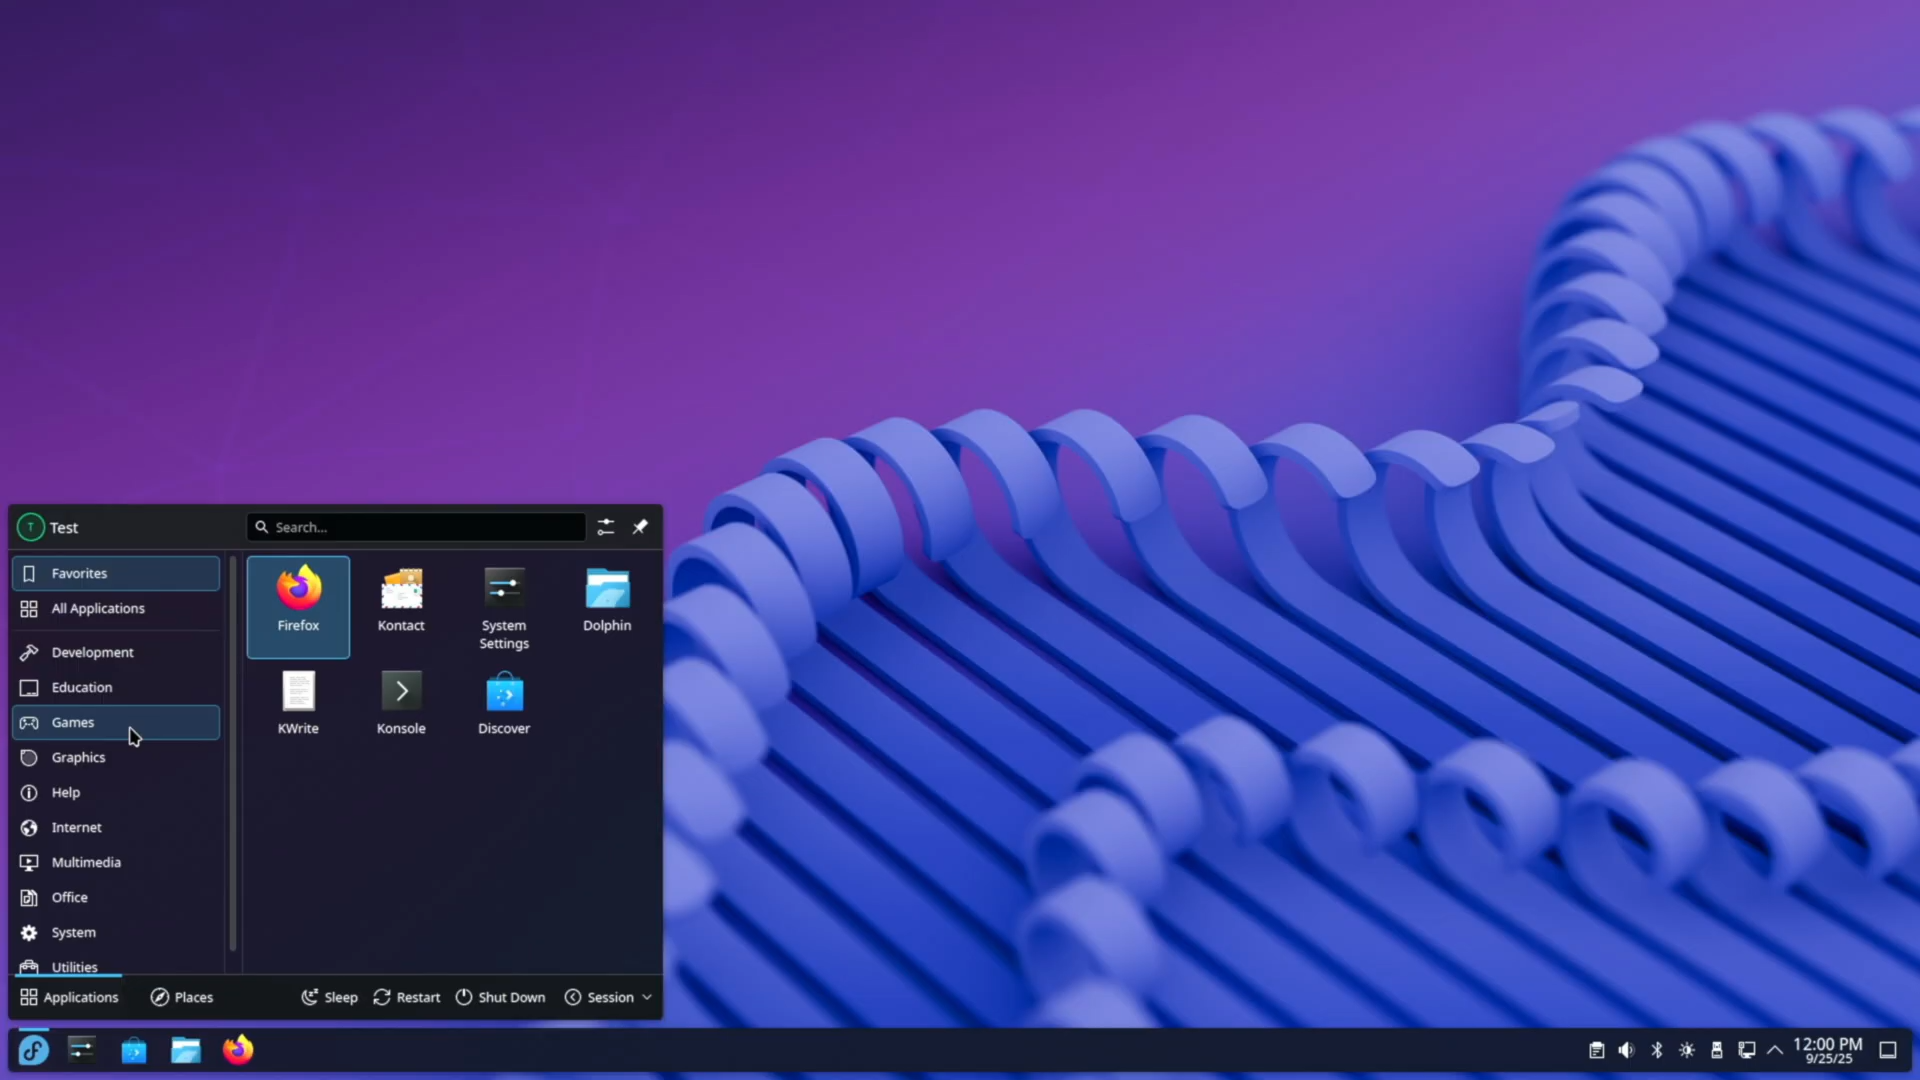 T
Test
Search...
Favorites
All Applications
Development
Education
Games
Graphics
Help
Internet
Multimedia
Office
System
Utilities
Firefox
Kontact
System
Settings
Dolphin
KWrite
Konsole
Discover
Applications
Places
Sleep
Restart
Shut Down
Session
12:00 PM
9/25/25